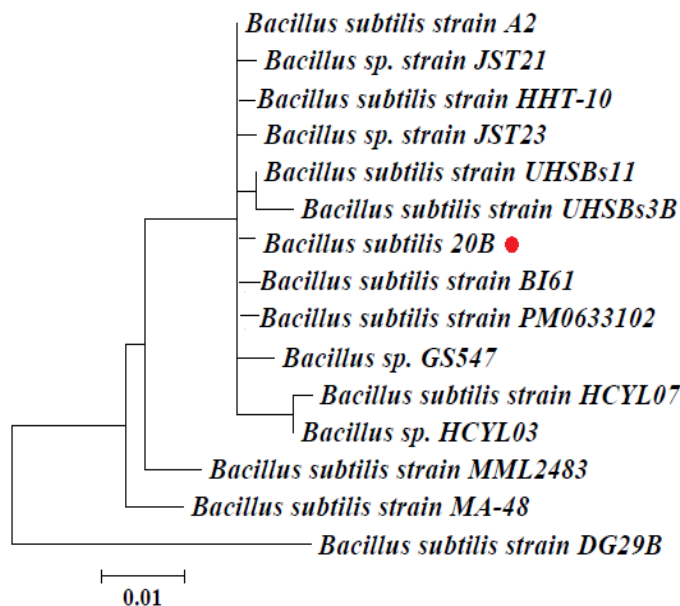 Bacillus subtilis strain A2
Bacillus sp. strain JST21
Bacillus subtilis strain HHT-10
Bacillus sp. strain JST23
Bacillus subtilis strain UHSBs11
Bacillus subtilis strain UHSBs3B
Bacillus subtilis 20B
Bacillus subtilis strain BI61
Bacillus subtilis strain PM0633102
Bacillus sp. GS547
Bacillus subtilis strain HCYL07
Bacillus sp. HCYL03
Bacillus subtilis strain MML2483
Bacillus subtilis strain MA-48
Bacillus subtilis strain DG29B
0.01